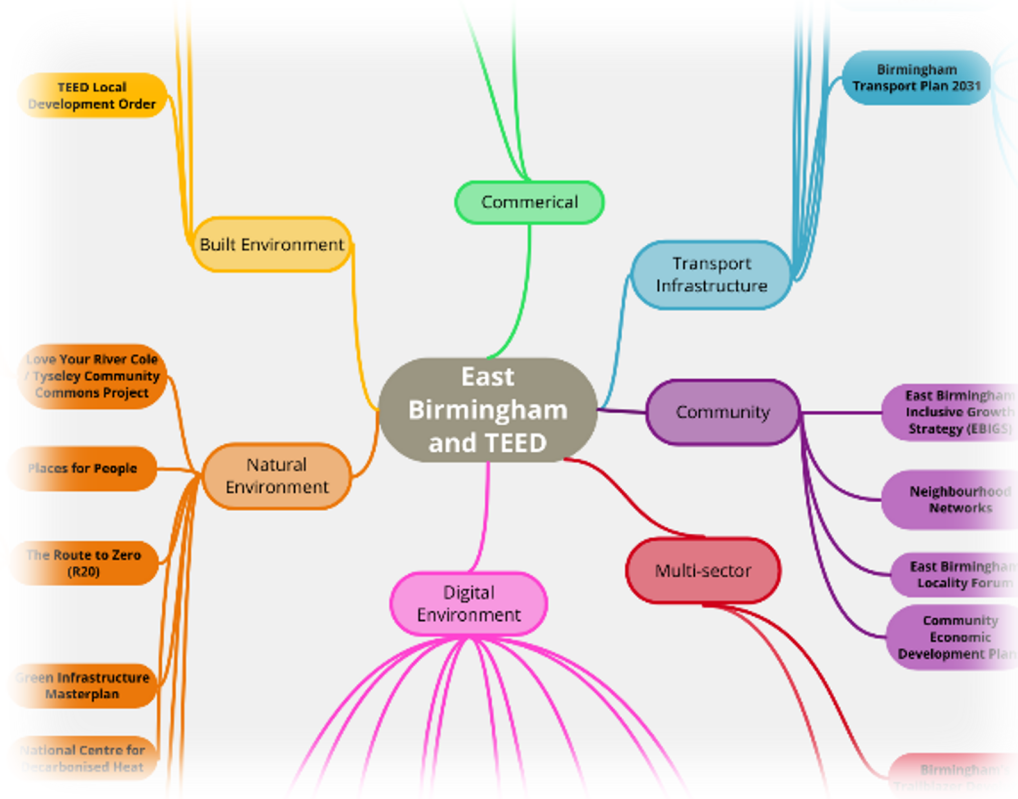 TEED Local
Development Order
Birmingham
Transport Plan 2031
Commerical
Built Environment
Transport
Infrastructure
Love Your River Cole
/ Tyseley Community
Commons Project
East
Birmingham
and TEED
Community
East Birmingham
Inclusive Growth
Strategy (EBIGS)
Places for People
Natural
Environment
Neighbourhood
Networks
The Route to Zero
(R20)
Digital
Environment
Multi-sector
East Birmingham
Locality Forum
Community
Economic
Development Plan
Green Infrastructure
Masterplan
National Centre for
Decarbonised Heat
Birmingham
Trailblazer